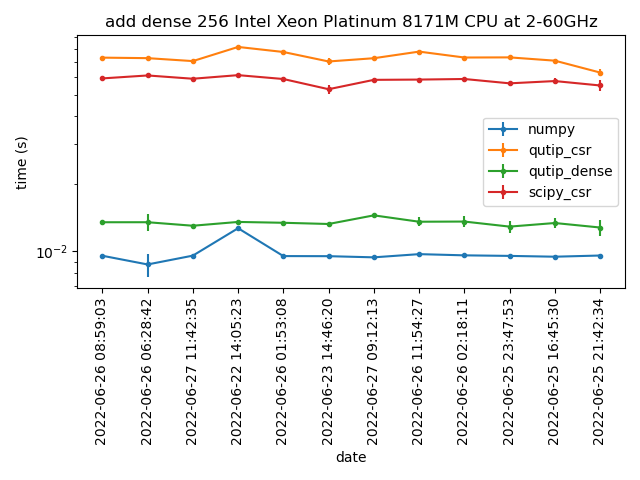 add dense 256 Intel Xeon Platinum 8171M CPU at 2-60GHz
time (s)
10⁻²
numpy
qutip_csr
qutip_dense
scipy_csr
2022-06-26 08:59:03
2022-06-26 06:28:42
2022-06-27 11:42:35
2022-06-22 14:05:23
2022-06-26 01:53:08
2022-06-23 14:46:20
2022-06-27 09:12:13
2022-06-26 11:54:27
2022-06-26 02:18:11
2022-06-25 23:47:53
2022-06-25 16:45:30
2022-06-25 21:42:34
date